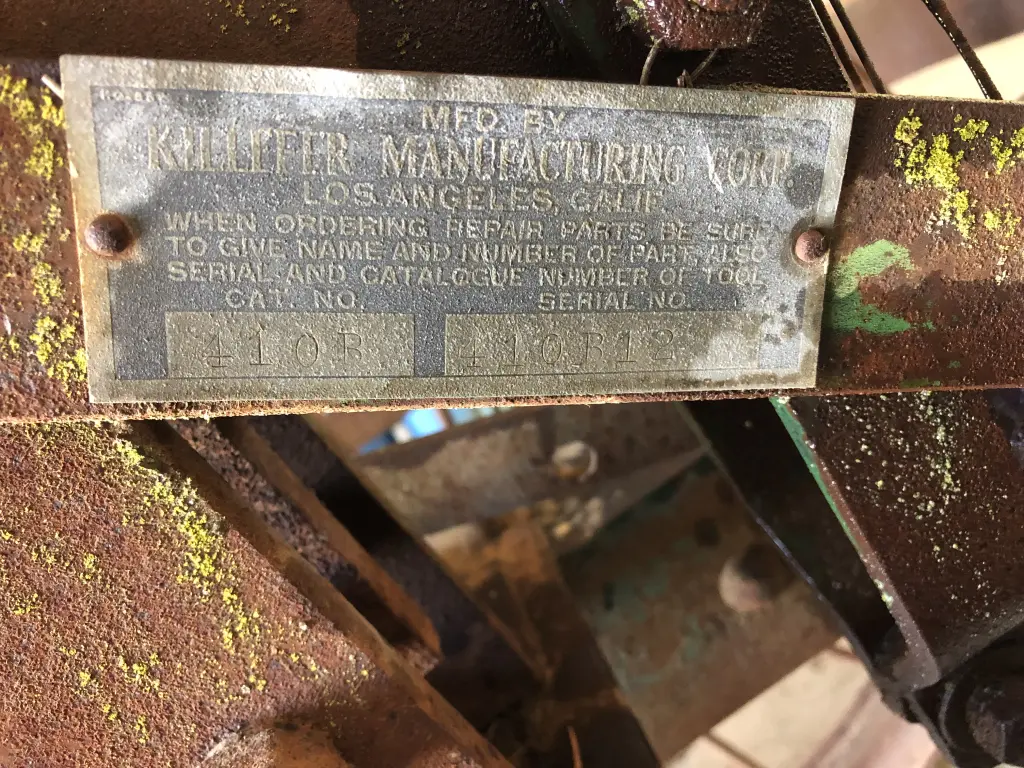 MFD. BY
KILLEFER MANUFACTURING CORP.
LOS ANGELES, CALIF.
WHEN ORDERING REPAIR PARTS BE SURE
TO GIVE NAME AND NUMBER OF PART, ALSO
SERIAL AND CATALOGUE NUMBER OF TOOL
CAT. NO. SERIAL NO.
410B 410B12